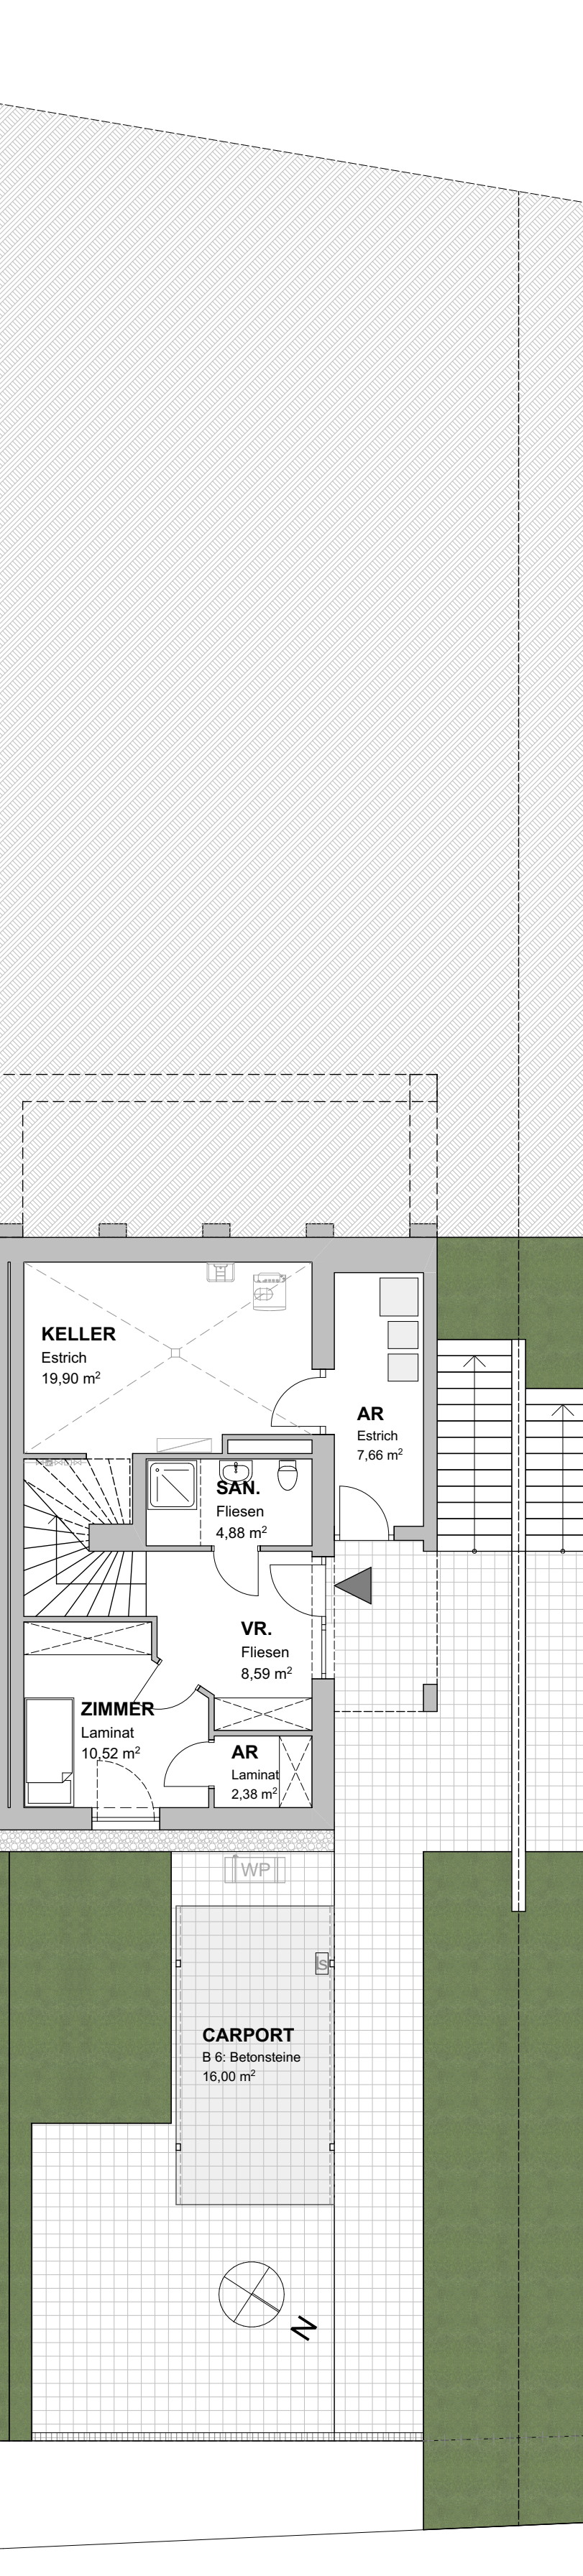 KELLER
Estrich
19,90 m²
AR
Estrich
7,66 m²
SAN.
Fliesen
4,88 m²
VR.
Fliesen
8,59 m²
ZIMMER
Laminat
10,52 m²
AR
Laminat
2,38 m²
WP
CARPORT
B 6: Betonsteine
16,00 m²
N